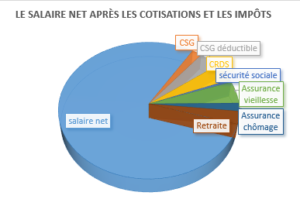 LE SALAIRE NET APRÈS LES COTISATIONS ET LES IMPÔTS
CSG
CSG déductible
CRDS
sécurité sociale
Assurance
vieillesse
salaire net
Assurance
chômage
Retraite